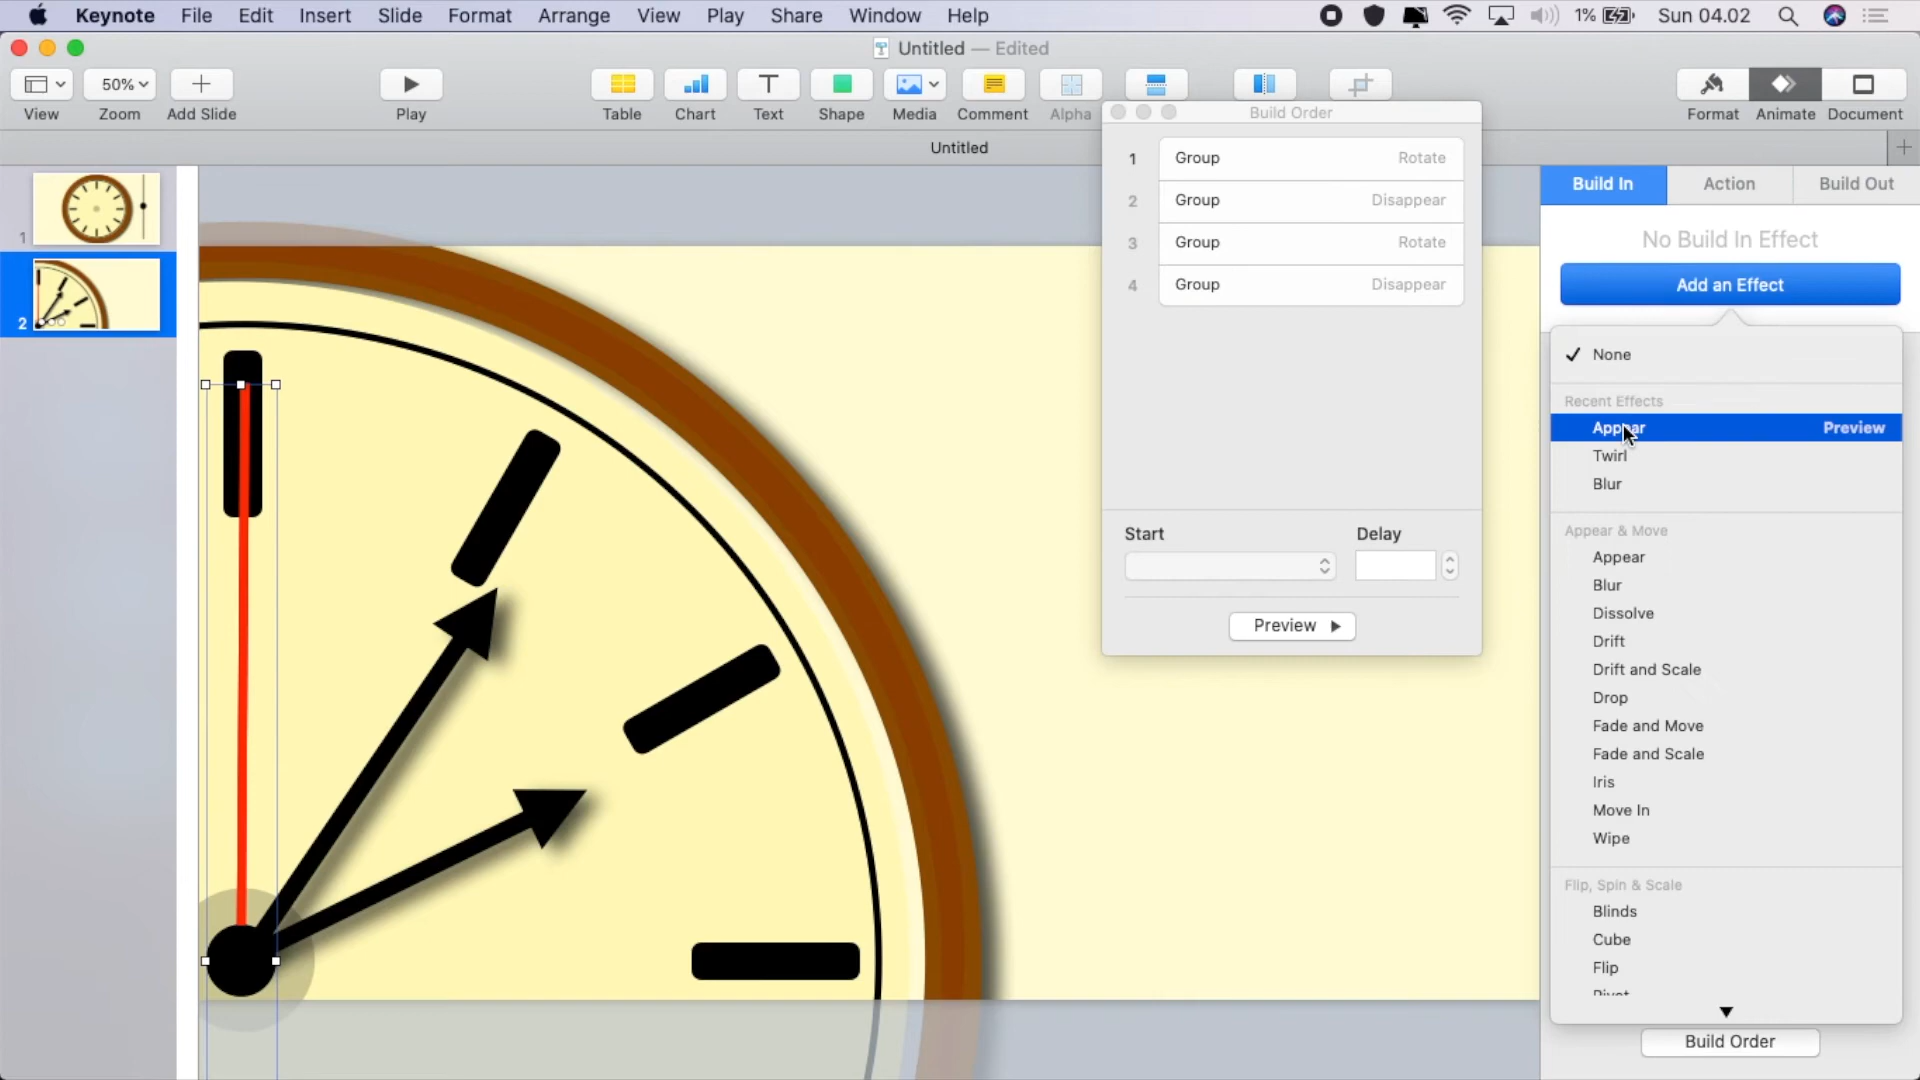 Keynote File Edit Insert Slide Format Arrange View Play Share Window Help 1% Sun 04.02
Untitled — Edited
50%
View Zoom Add Slide Play Table Chart Text Shape Media Comment Alpha Format Animate Document
Untitled
Build Order
1 Group Rotate
2 Group Disappear
3 Group Rotate
4 Group Disappear
Start Delay
Preview
1
2
Build In Action Build Out
No Build In Effect
Add an Effect
✓ None
Recent Effects
Appear Preview
Twirl
Blur
Appear & Move
Appear
Blur
Dissolve
Drift
Drift and Scale
Drop
Fade and Move
Fade and Scale
Iris
Move In
Wipe
Flip, Spin & Scale
Blinds
Cube
Flip
Pivot
Build Order